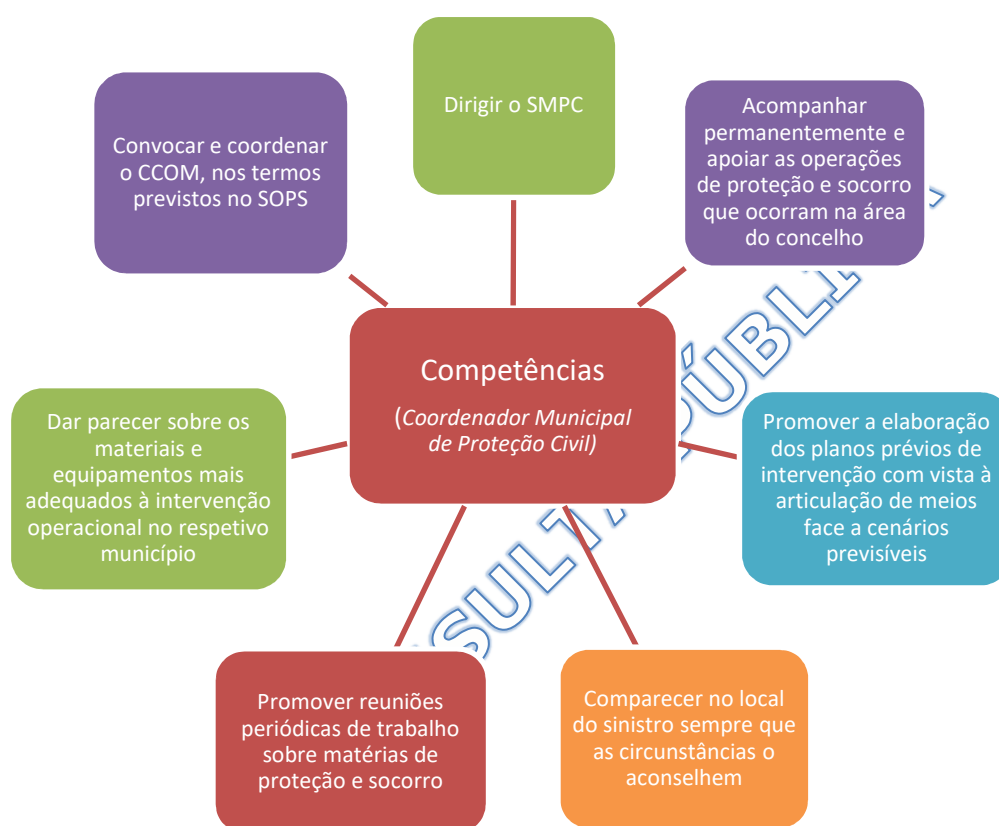 Dirigir o SMPC
Acompanhar
permanentemente e
apoiar as operações
de proteção e socorro
que ocorram na área
do concelho
Convocar e coordenar
o CCOM, nos termos
previstos no SOPS
Competências
(Coordenador Municipal
de Proteção Civil)
Promover a elaboração
dos planos prévios de
intervenção com vista à
articulação de meios
face a cenários
previsíveis
Dar parecer sobre os
materiais e
equipamentos mais
adequados à intervenção
operacional no respetivo
município
Comparecer no local
do sinistro sempre que
as circunstâncias o
aconselhem
Promover reuniões
periódicas de trabalho
sobre matérias de
proteção e socorro